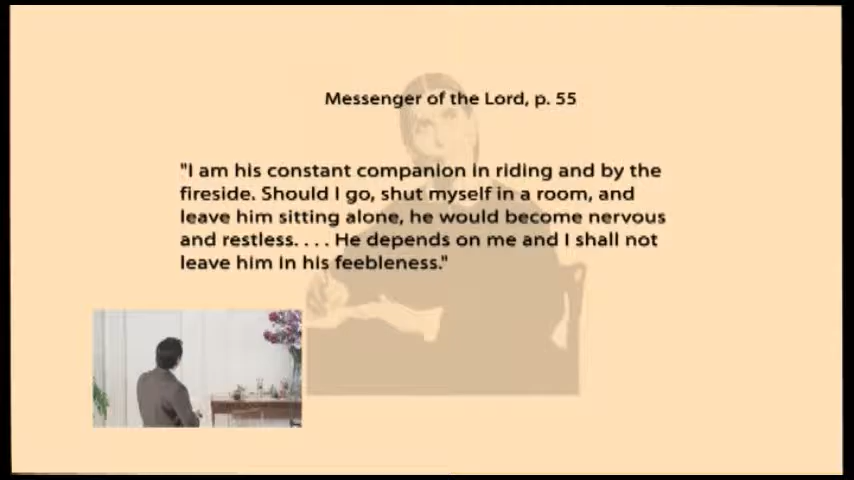 Messenger of the Lord, p. 55
"I am his constant companion in riding and by the
fireside. Should I go, shut myself in a room, and
leave him sitting alone, he would become nervous
and restless. . . . He depends on me and I shall not
leave him in his feebleness."